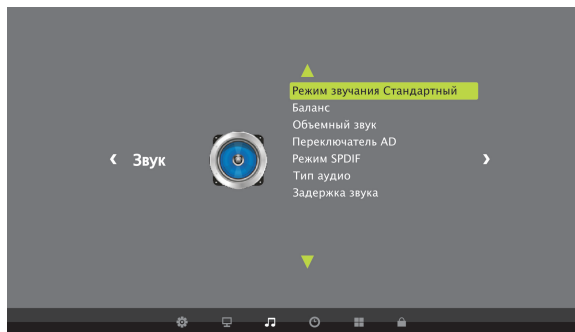 Звук
Режим звучания Стандартный
Баланс
Объемный звук
Переключатель AD
Режим SPDIF
Тип аудио
Задержка звука